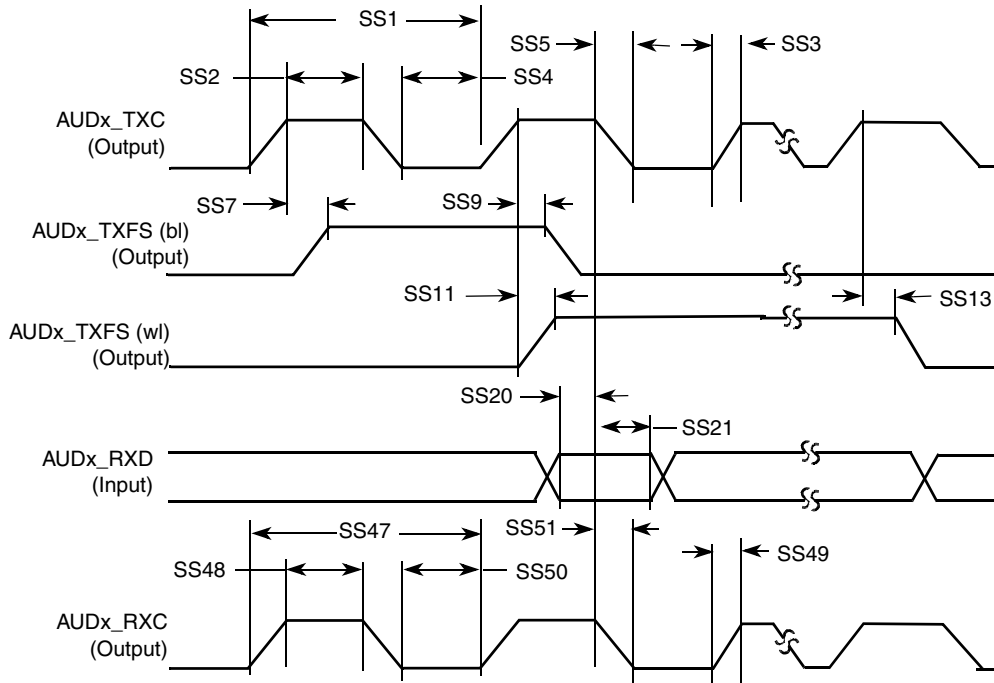 SS1
SS5
SS3
SS2
SS4
AUDx_TXC
(Output)
SS7
SS9
AUDx_TXFS (bl)
(Output)
SS11
SS13
AUDx_TXFS (wl)
(Output)
SS20
SS21
AUDx_RXD
(Input)
SS47
SS51
SS49
SS48
SS50
AUDx_RXC
(Output)